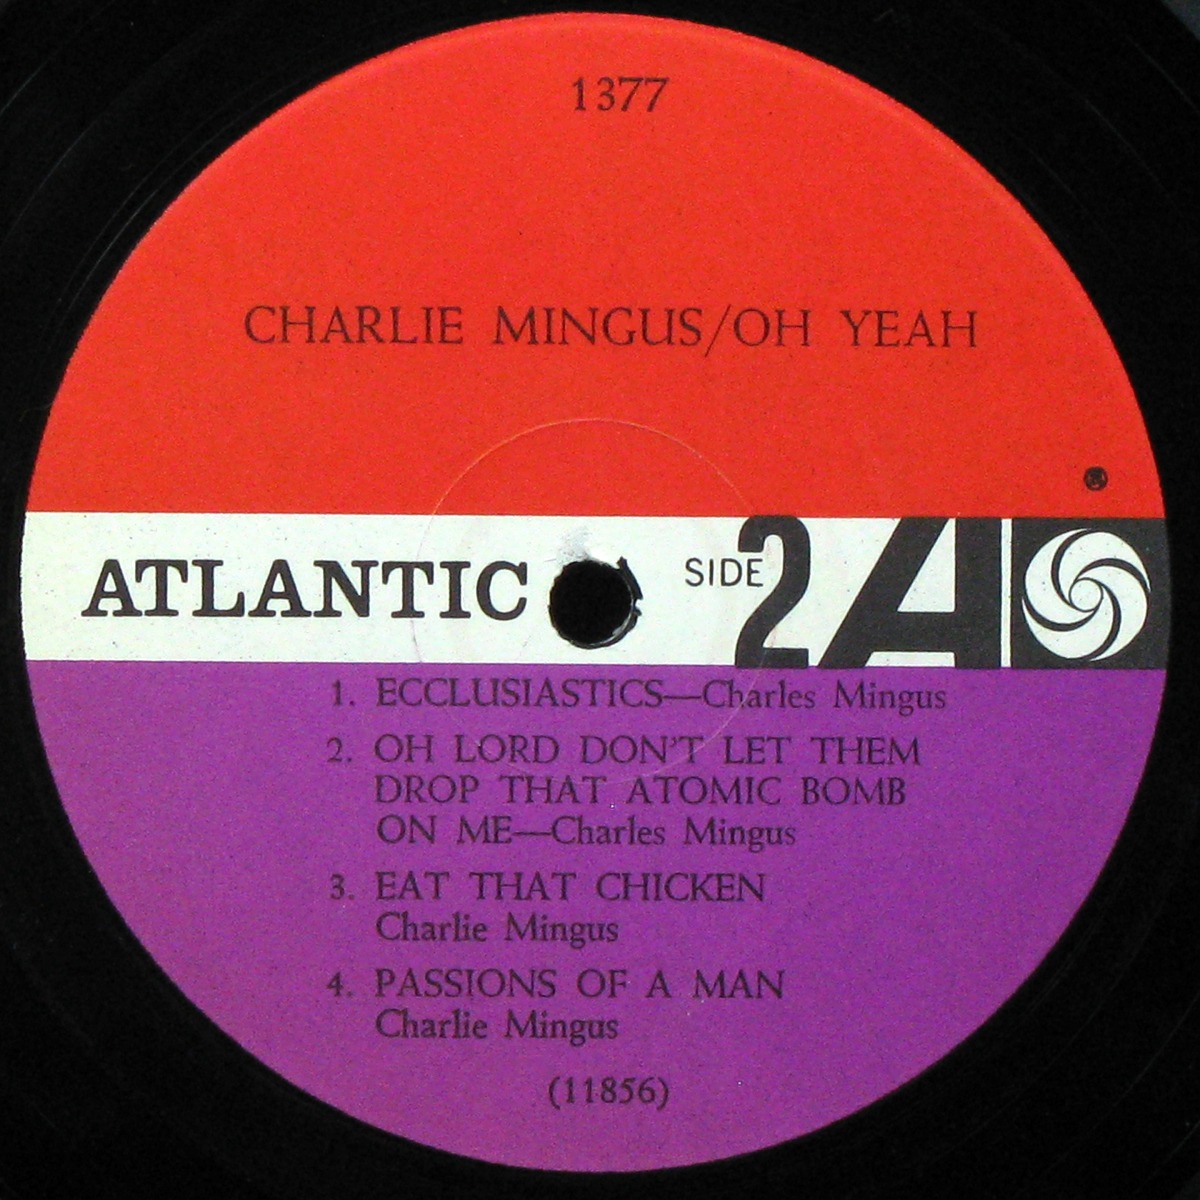 1377
CHARLIE MINGUS/OH YEAH
ATLANTIC SIDE 2 A
1. ECCLUSIASTICS—Charles Mingus
2. OH LORD DON'T LET THEM
DROP THAT ATOMIC BOMB
ON ME—Charles Mingus
3. EAT THAT CHICKEN
Charlie Mingus
4. PASSIONS OF A MAN
Charlie Mingus
(11856)